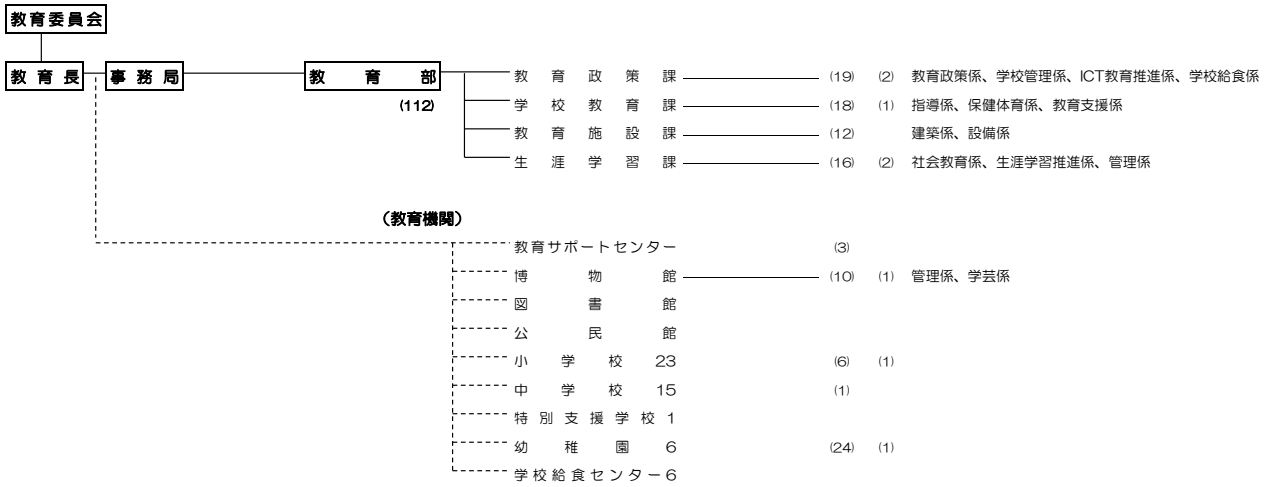 教育委員会
教育長 事務局 教育部 教育政策課 (19) (2) 教育政策係、学校管理係、ICT教育推進係、学校給食係
(112) 学校教育課 (18) (1) 指導係、保健体育係、教育支援係
教育施設課 (12) 建築係、設備係
生涯学習課 (16) (2) 社会教育係、生涯学習推進係、管理係
（教育機関）
教育サポートセンター (3)
博物館 (10) (1) 管理係、学芸係
図書館
公民館
小学校 23 (6) (1)
中学校 15 (1)
特別支援学校 1
幼稚園 6 (24) (1)
学校給食センター 6